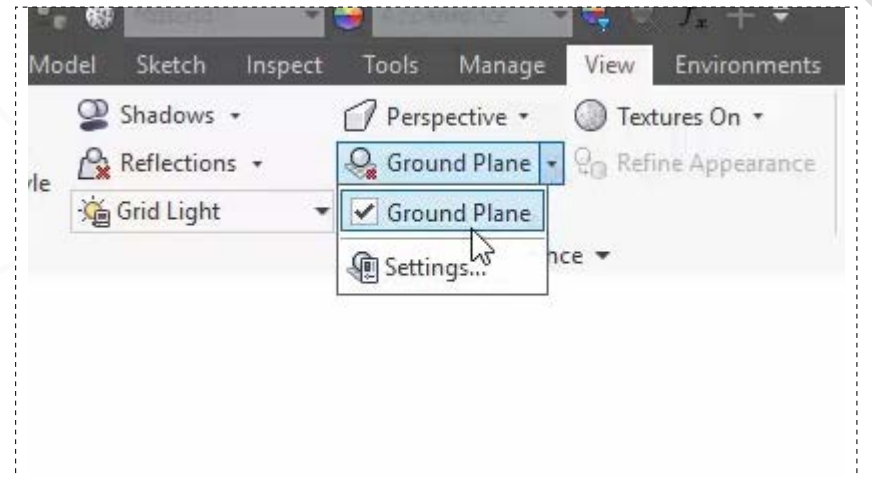 Model Sketch Inspect Tools Manage View Environments
Shadows Perspective Textures On
Reflections Ground Plane Refine Appearance
Grid Light Ground Plane
Settings...